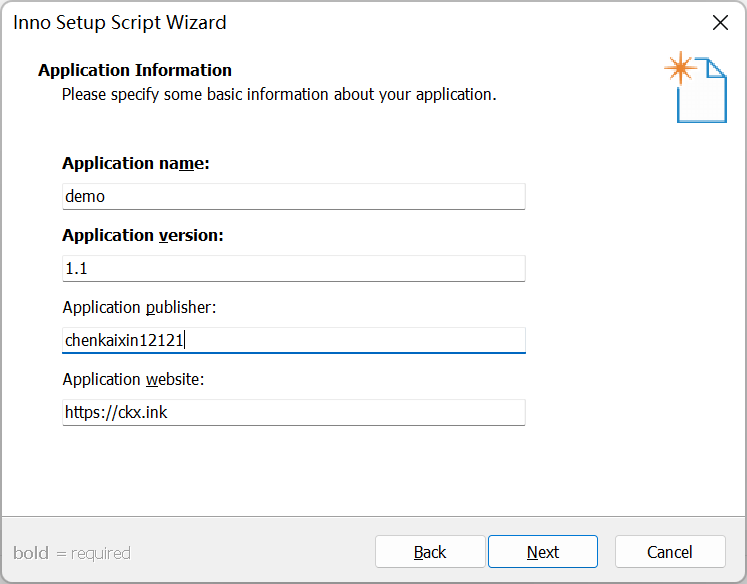 Inno Setup Script Wizard
Application Information
Please specify some basic information about your application.
Application name:
demo
Application version:
1.1
Application publisher:
chenkaixin12121
Application website:
https://ckx.ink
bold = required
Back
Next
Cancel